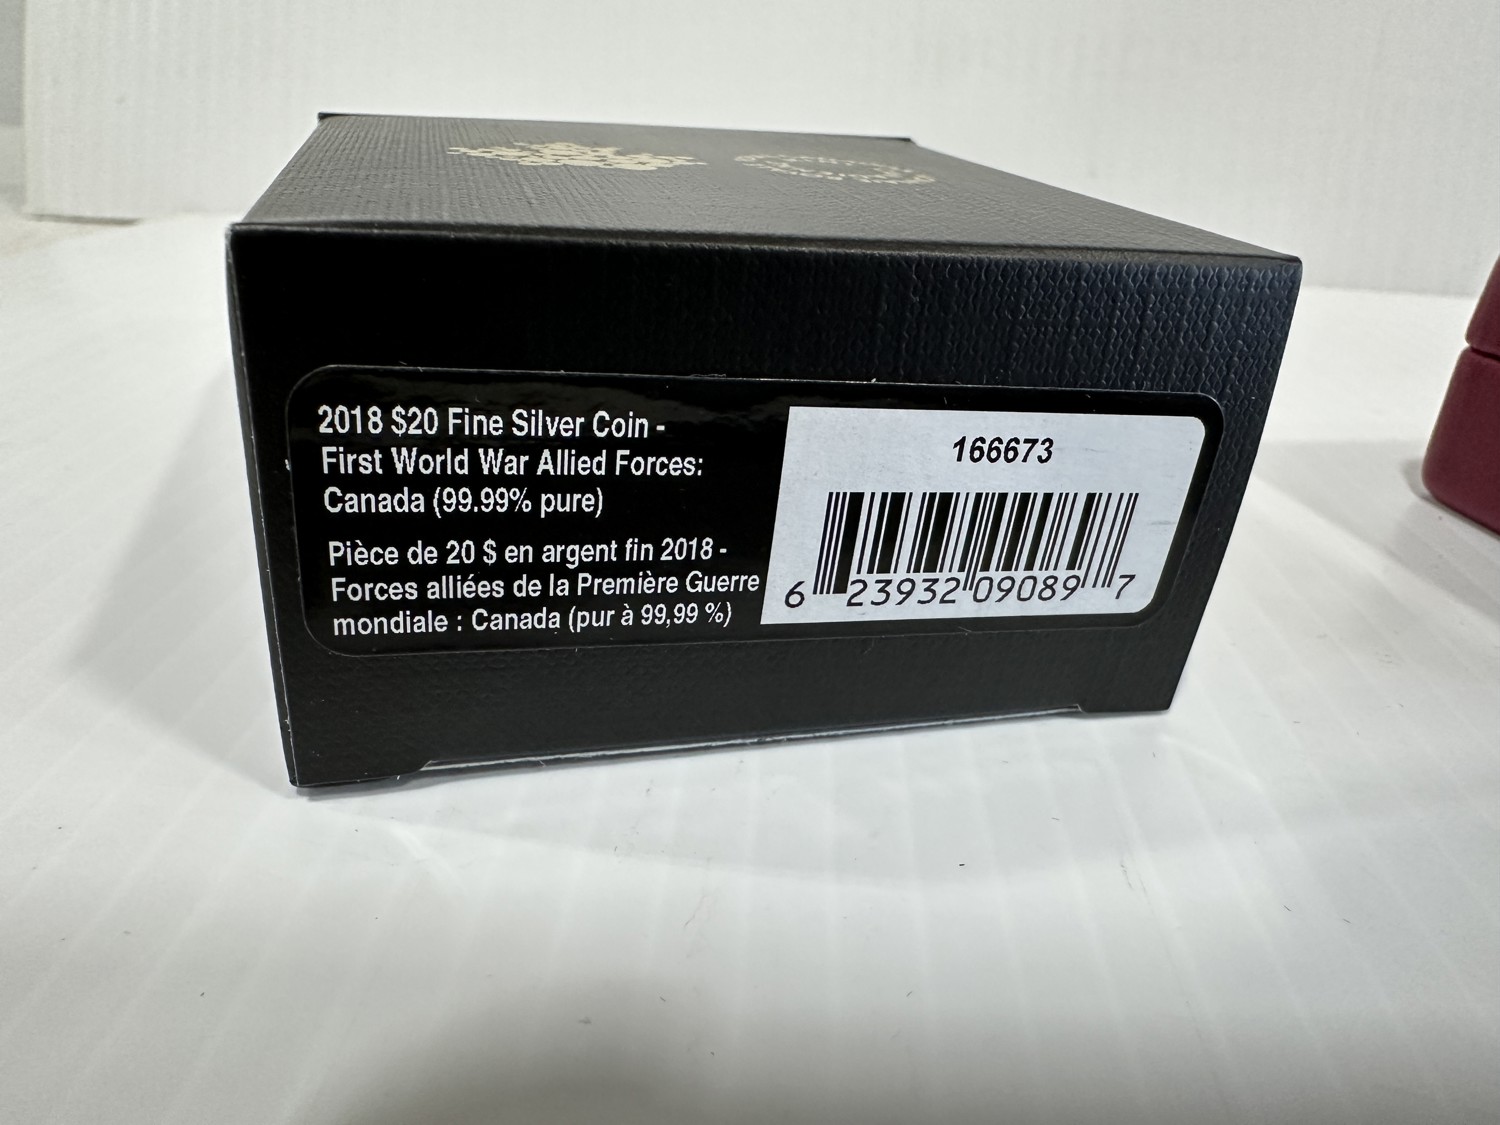 2018 $20 Fine Silver Coin -
First World War Allied Forces:
Canada (99.99% pure)
Pièce de 20 $ en argent fin 2018 -
Forces alliées de la Première Guerre
mondiale : Canada (pur à 99,99 %)
166673
6 23932 09089 7